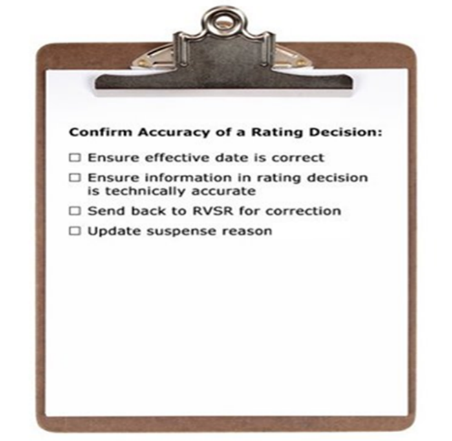 Confirm Accuracy of a Rating Decision:
☐ Ensure effective date is correct
☐ Ensure information in rating decision
is technically accurate
☐ Send back to RVSR for correction
☐ Update suspense reason